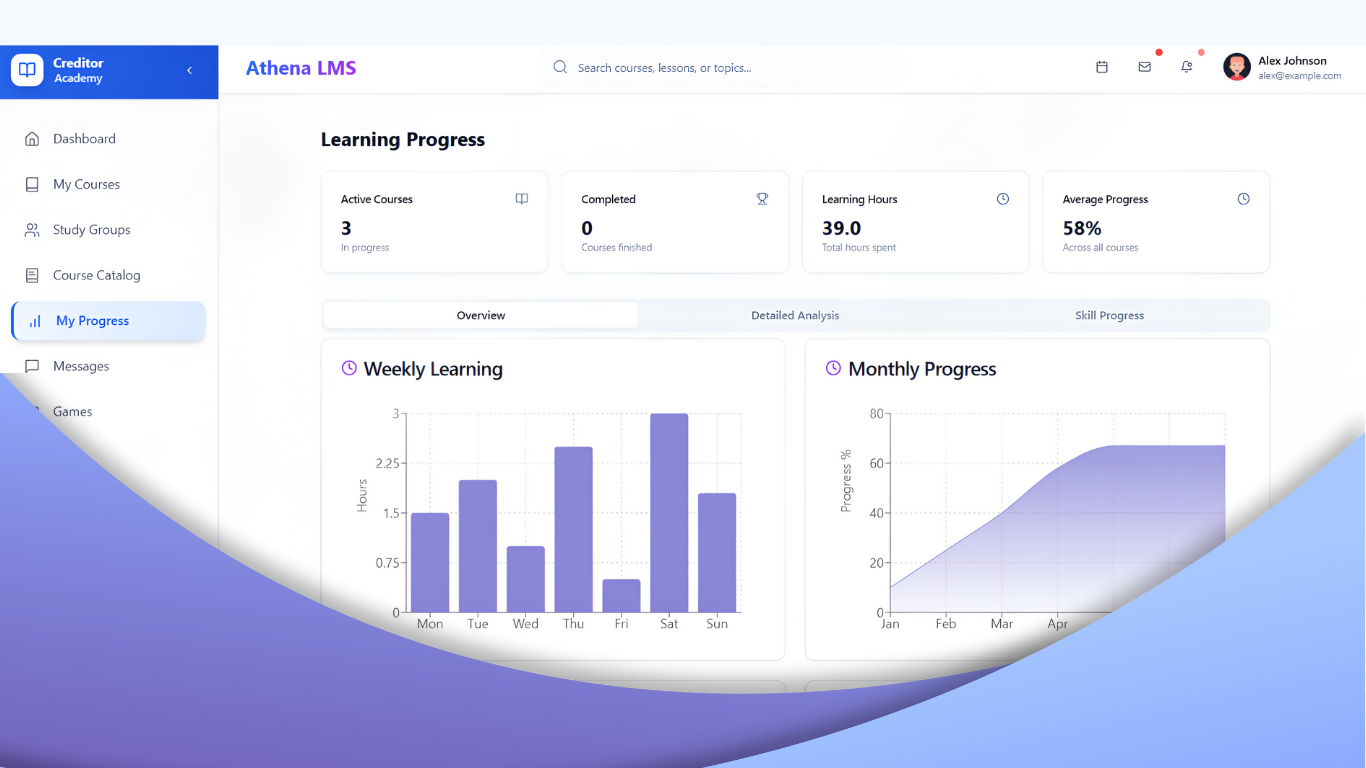 Creditor
Academy
Athena LMS
Search courses, lessons, or topics...
Alex Johnson
alex@example.com
Dashboard
My Courses
Study Groups
Course Catalog
My Progress
Messages
Games
Learning Progress
Active Courses
3
In progress
Completed
0
Courses finished
Learning Hours
39.0
Total hours spent
Average Progress
58%
Across all courses
Overview
Detailed Analysis
Skill Progress
Weekly Learning
3
2.25
1.5
0.75
0
Hours
Mon Tue Wed Thu Fri Sat Sun
Monthly Progress
80
60
40
20
0
Progress %
Jan Feb Mar Apr